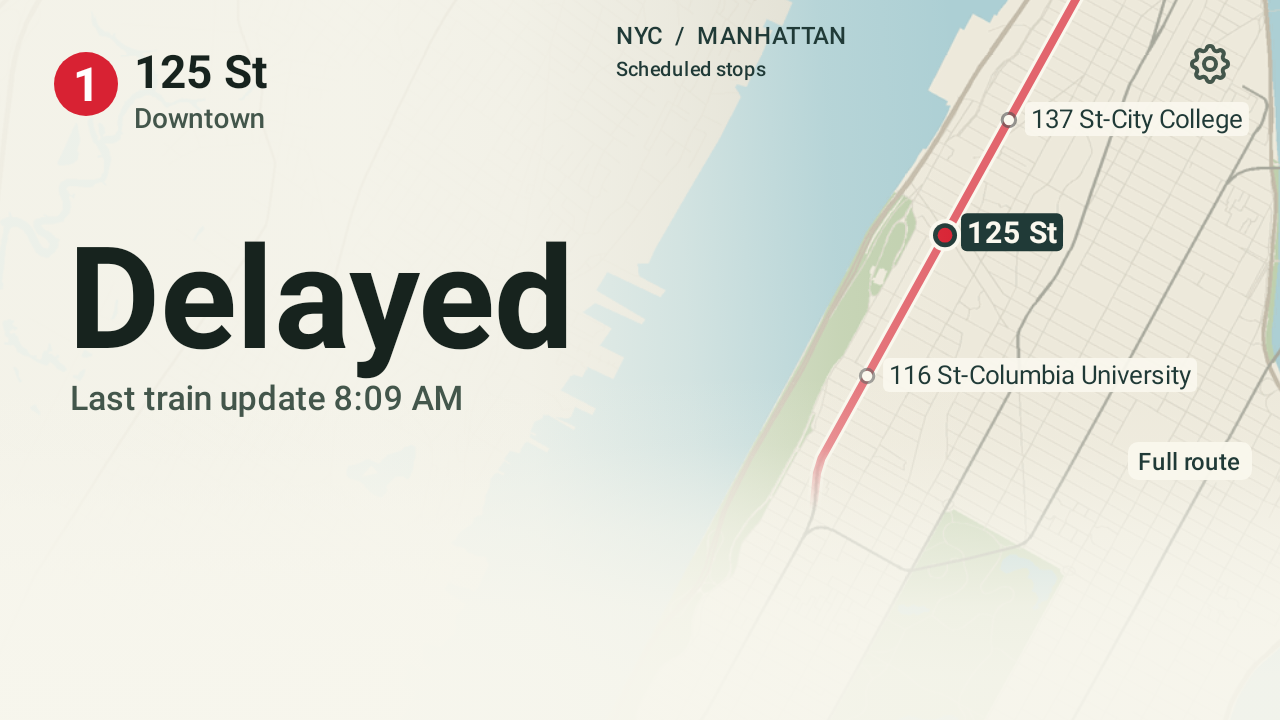 1
125 St
Downtown
NYC / MANHATTAN
Scheduled stops
137 St-City College
125 St
Delayed
Last train update 8:09 AM
116 St-Columbia University
Full route